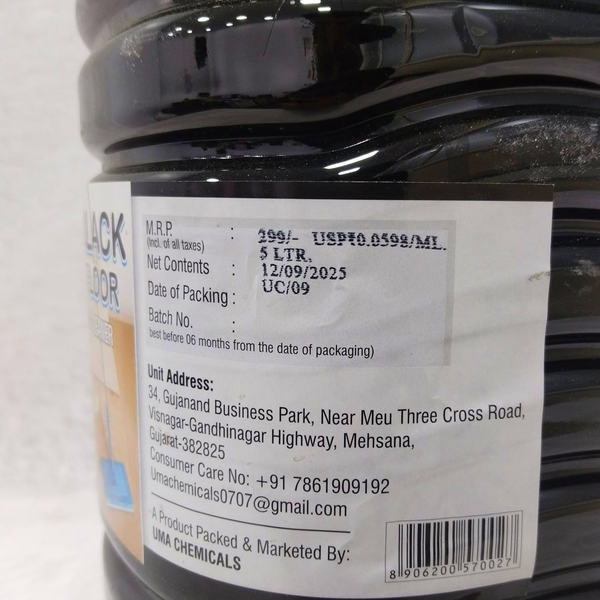 LACK
LOOR
M.R.P. : 299/- USP₹0.0598/ML.
(Incl. of all taxes)
Net Contents : 5 LTR.
Date of Packing : 12/09/2025
Batch No. : UC/09
best before 06 months from the date of packaging)
Unit Address:
34, Gujanand Business Park, Near Meu Three Cross Road,
Visnagar-Gandhinagar Highway, Mehsana,
Gujarat-382825
Consumer Care No: +91 7861909192
Umachemicals0707@gmail.com
A Product Packed & Marketed By:
UMA CHEMICALS
8 906200 570027